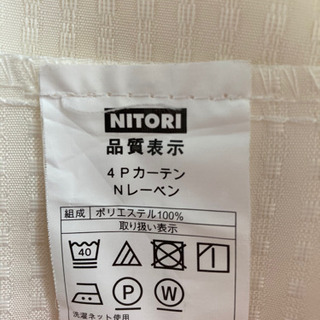 NITORI
品質表示
4Pカーテン
Nレーベン
組成 ポリエステル100%
取り扱い表示
40
P W
洗濯ネット使用